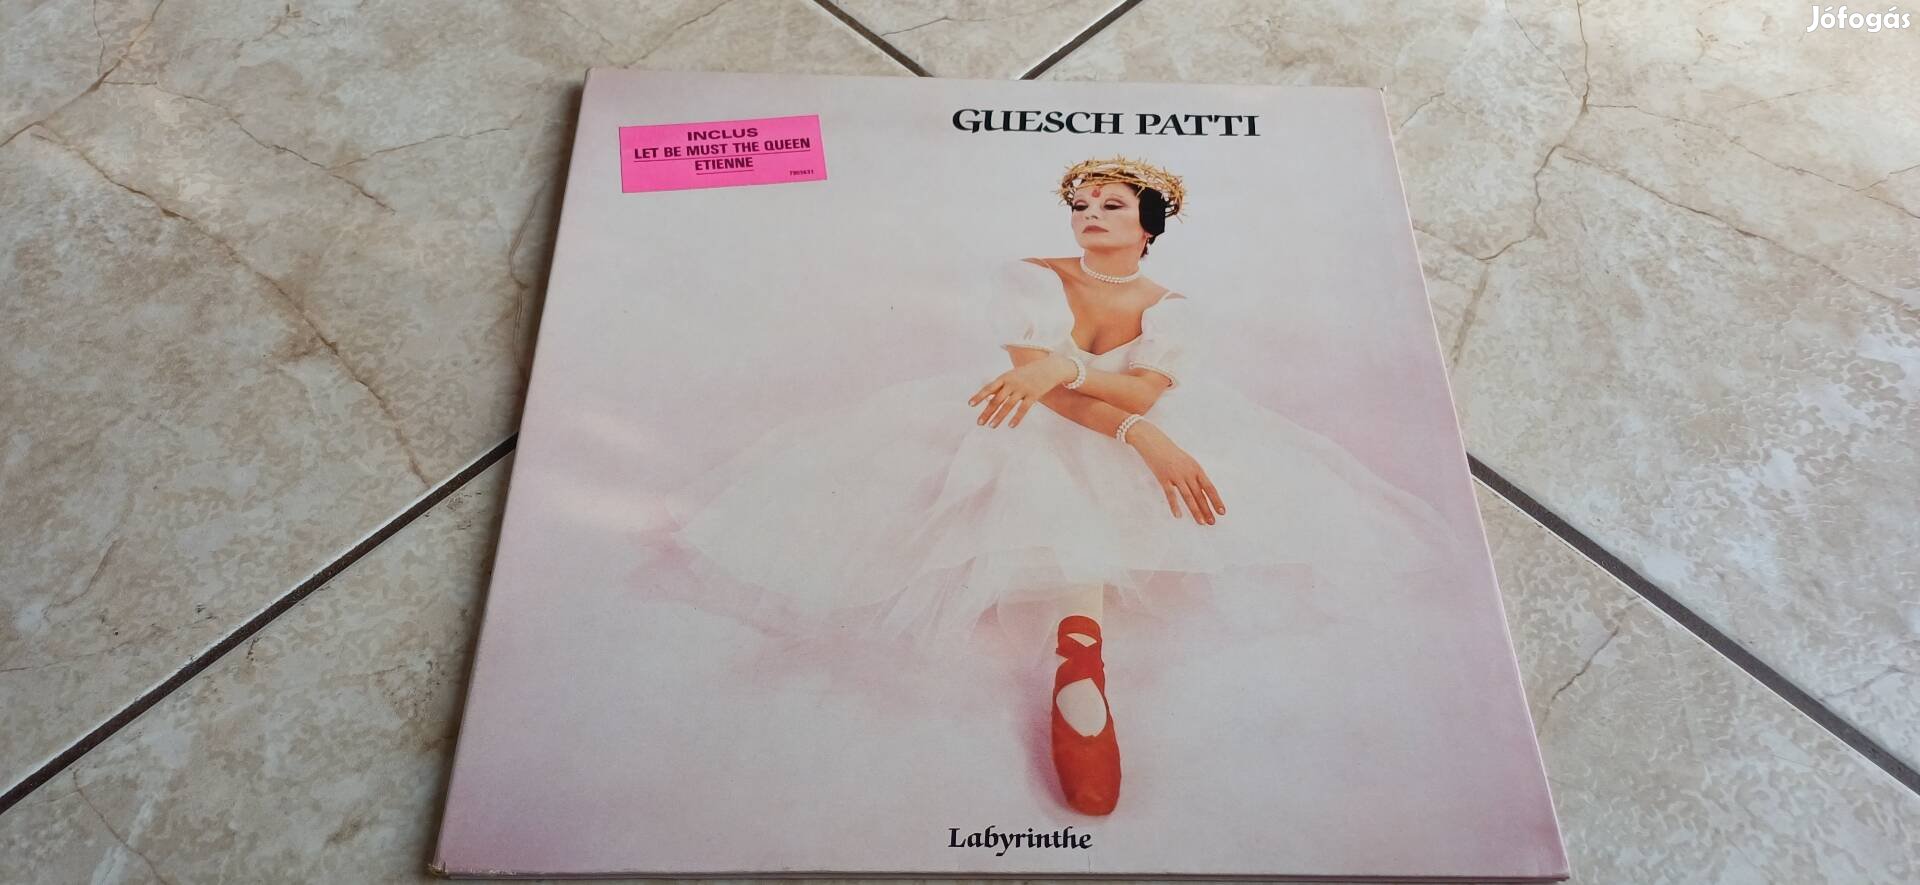 Jófogás
INCLUS
LET BE MUST THE QUEEN
ETIENNE
GUESCH PATTI
Labyrinthe